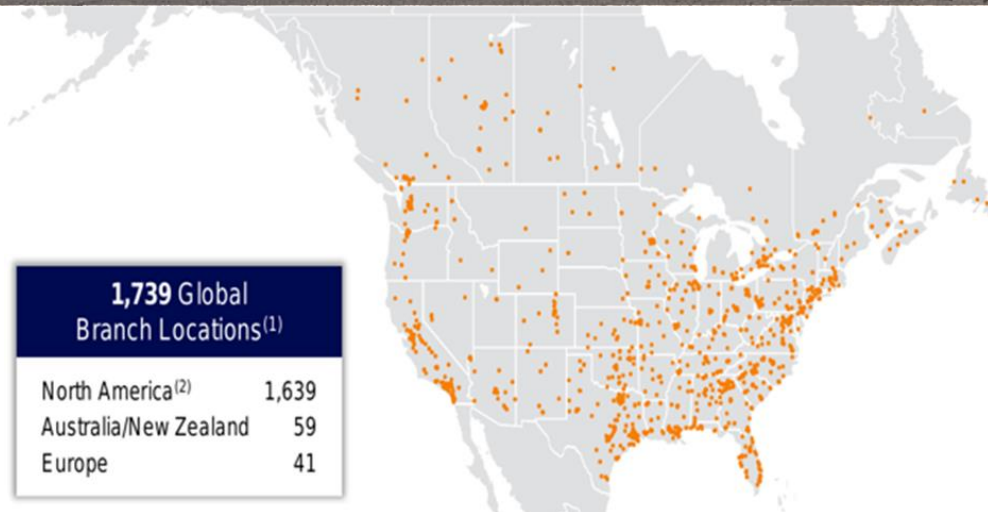 1,739 Global
Branch Locations(1)
North America(2) 1,639
Australia/New Zealand 59
Europe 41